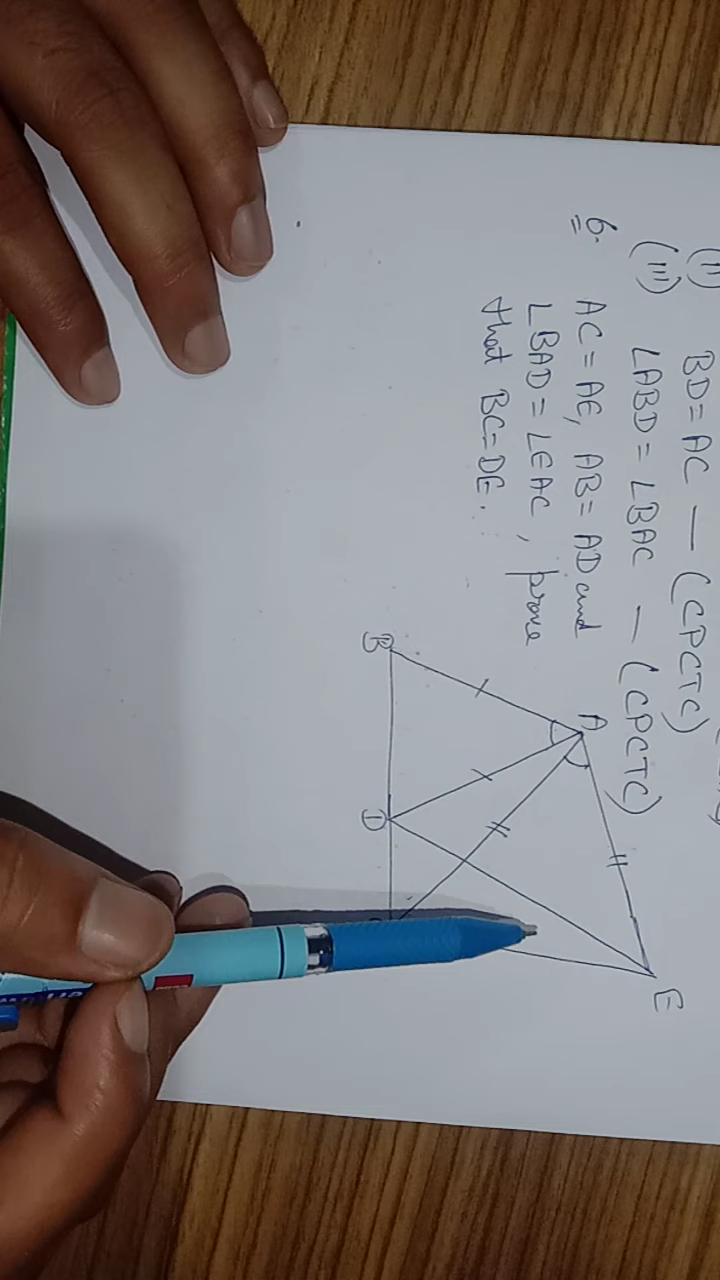 BD = AC — (CPCTC)
(III) ∠ABD = ∠BAC — (CPCTC)
6. AC = AE, AB = AD and
∠BAD = ∠EAC, prove
that BC = DE.
A
B
D
E